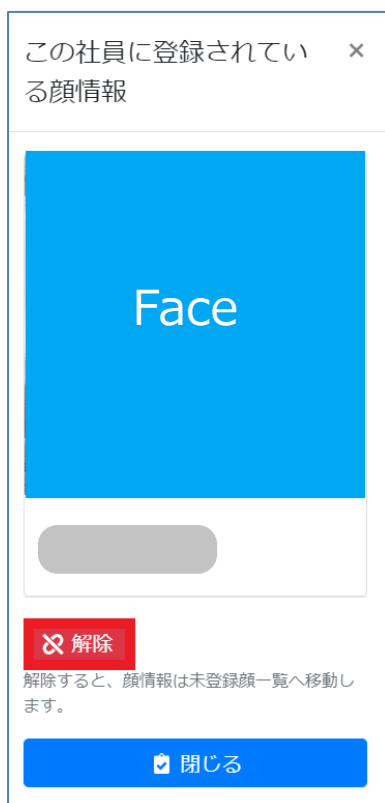 この社員に登録されてい ×
る顔情報
Face
解除
解除すると、顔情報は未登録顔一覧へ移動し
ます。
閉じる